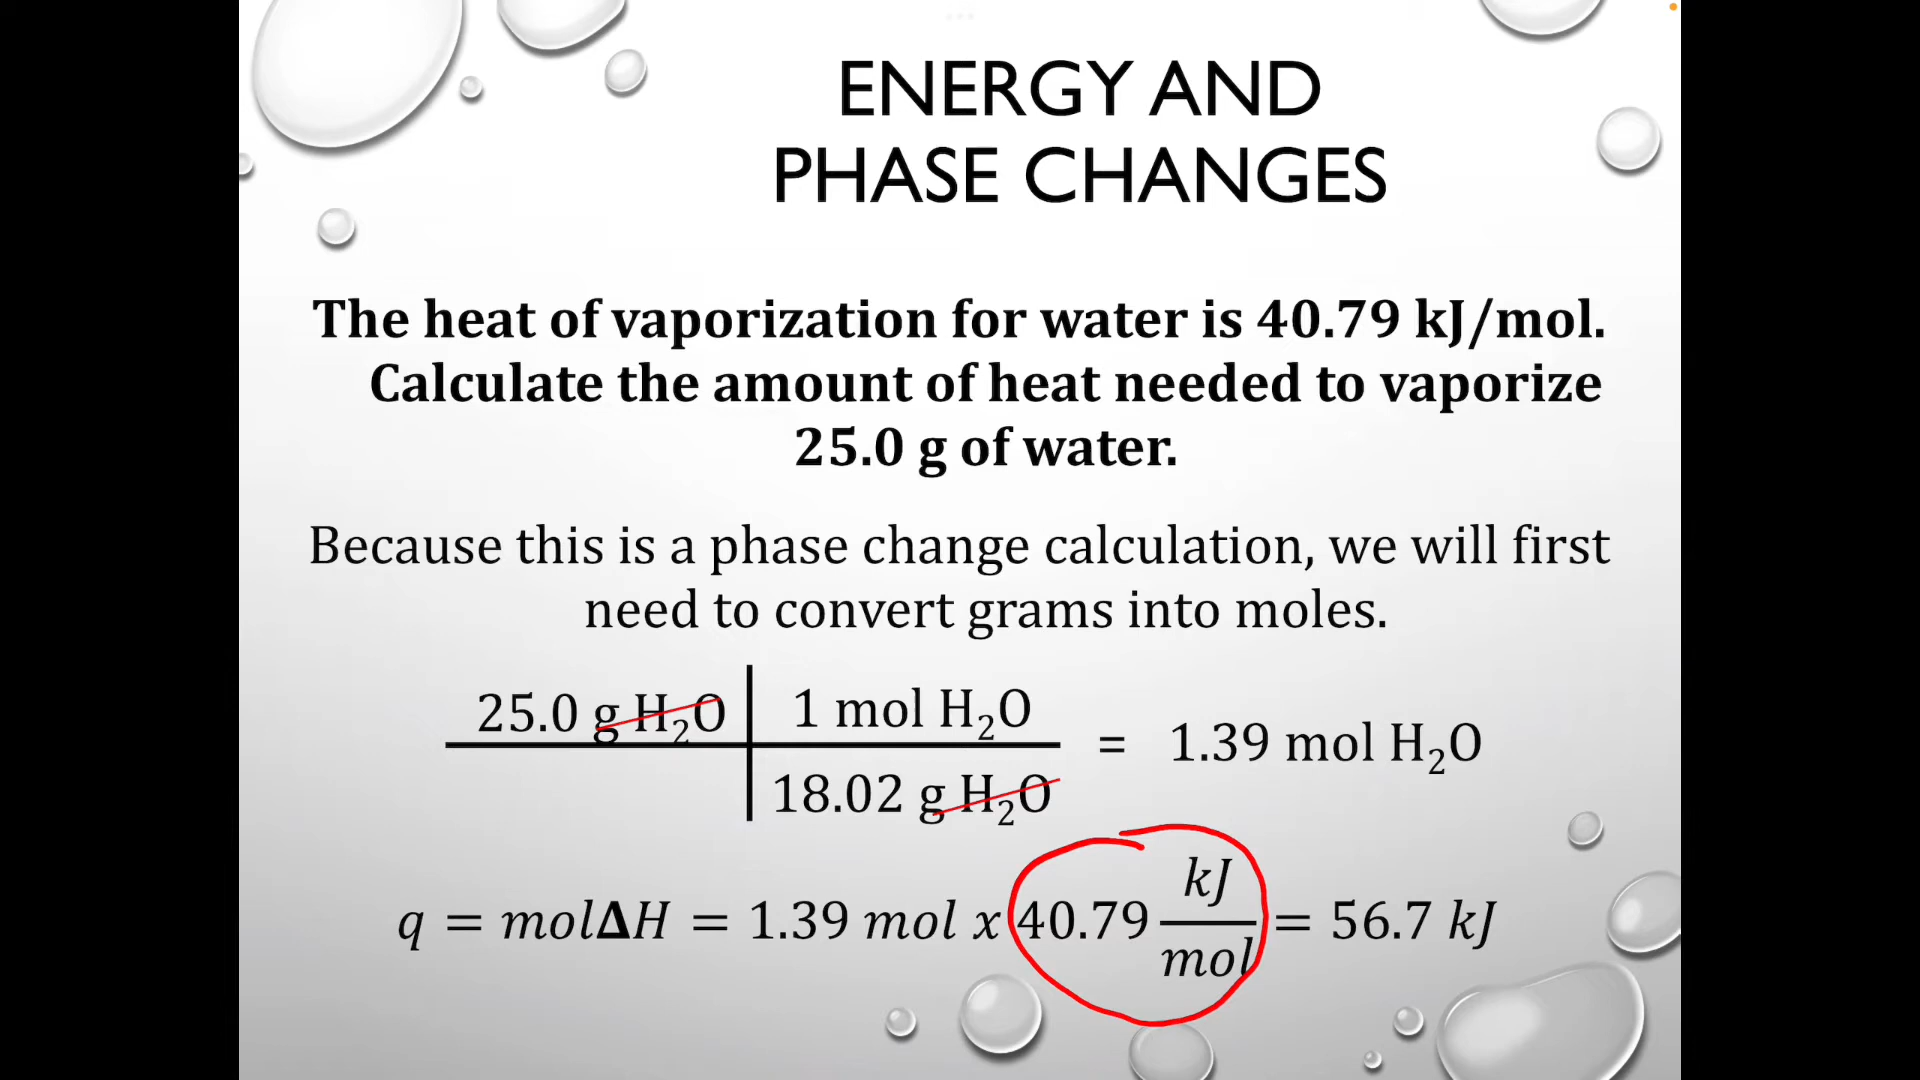 ENERGY AND
PHASE CHANGES
The heat of vaporization for water is 40.79 kJ/mol.
Calculate the amount of heat needed to vaporize
25.0 g of water.
Because this is a phase change calculation, we will first
need to convert grams into moles.
25.0 g H₂O | 1 mol H₂O
18.02 g H₂O
= 1.39 mol H₂O
q = molΔH = 1.39 mol x 40.79 kJ/mol = 56.7 kJ